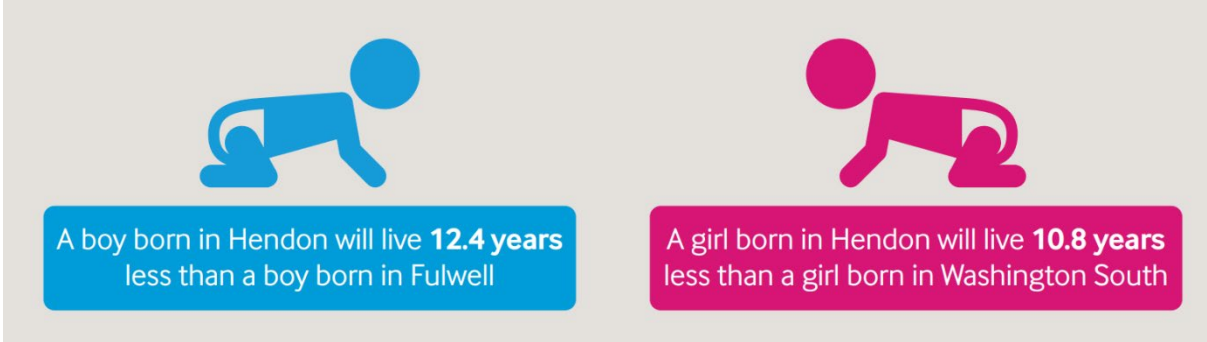 A boy born in Hendon will live 12.4 years
less than a boy born in Fulwell
A girl born in Hendon will live 10.8 years
less than a girl born in Washington South